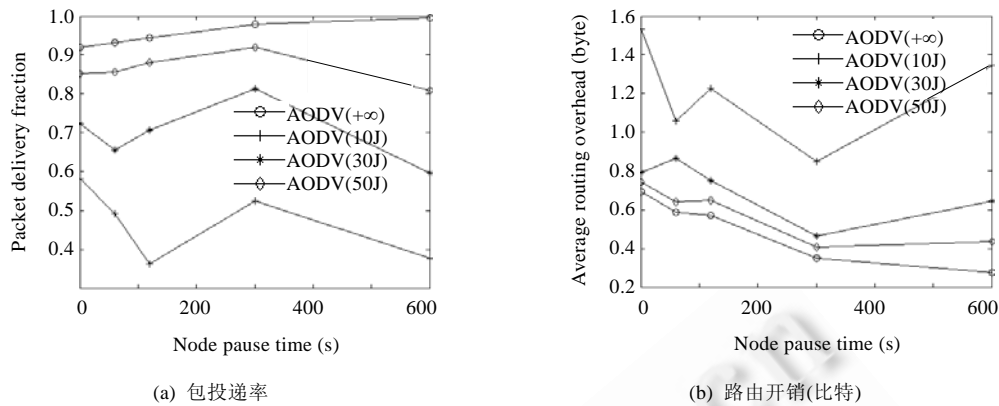 1.0
0.9
0.8
0.7
0.6
0.5
0.4
Packet delivery fraction
AODV(+∞)
AODV(10J)
AODV(30J)
AODV(50J)
0 200 400 600
Node pause time (s)
(a) 包投递率
1.6
1.4
1.2
1.0
0.8
0.6
0.4
0.2
Average routing overhead (byte)
AODV(+∞)
AODV(10J)
AODV(30J)
AODV(50J)
0 200 400 600
Node pause time (s)
(b) 路由开销(比特)